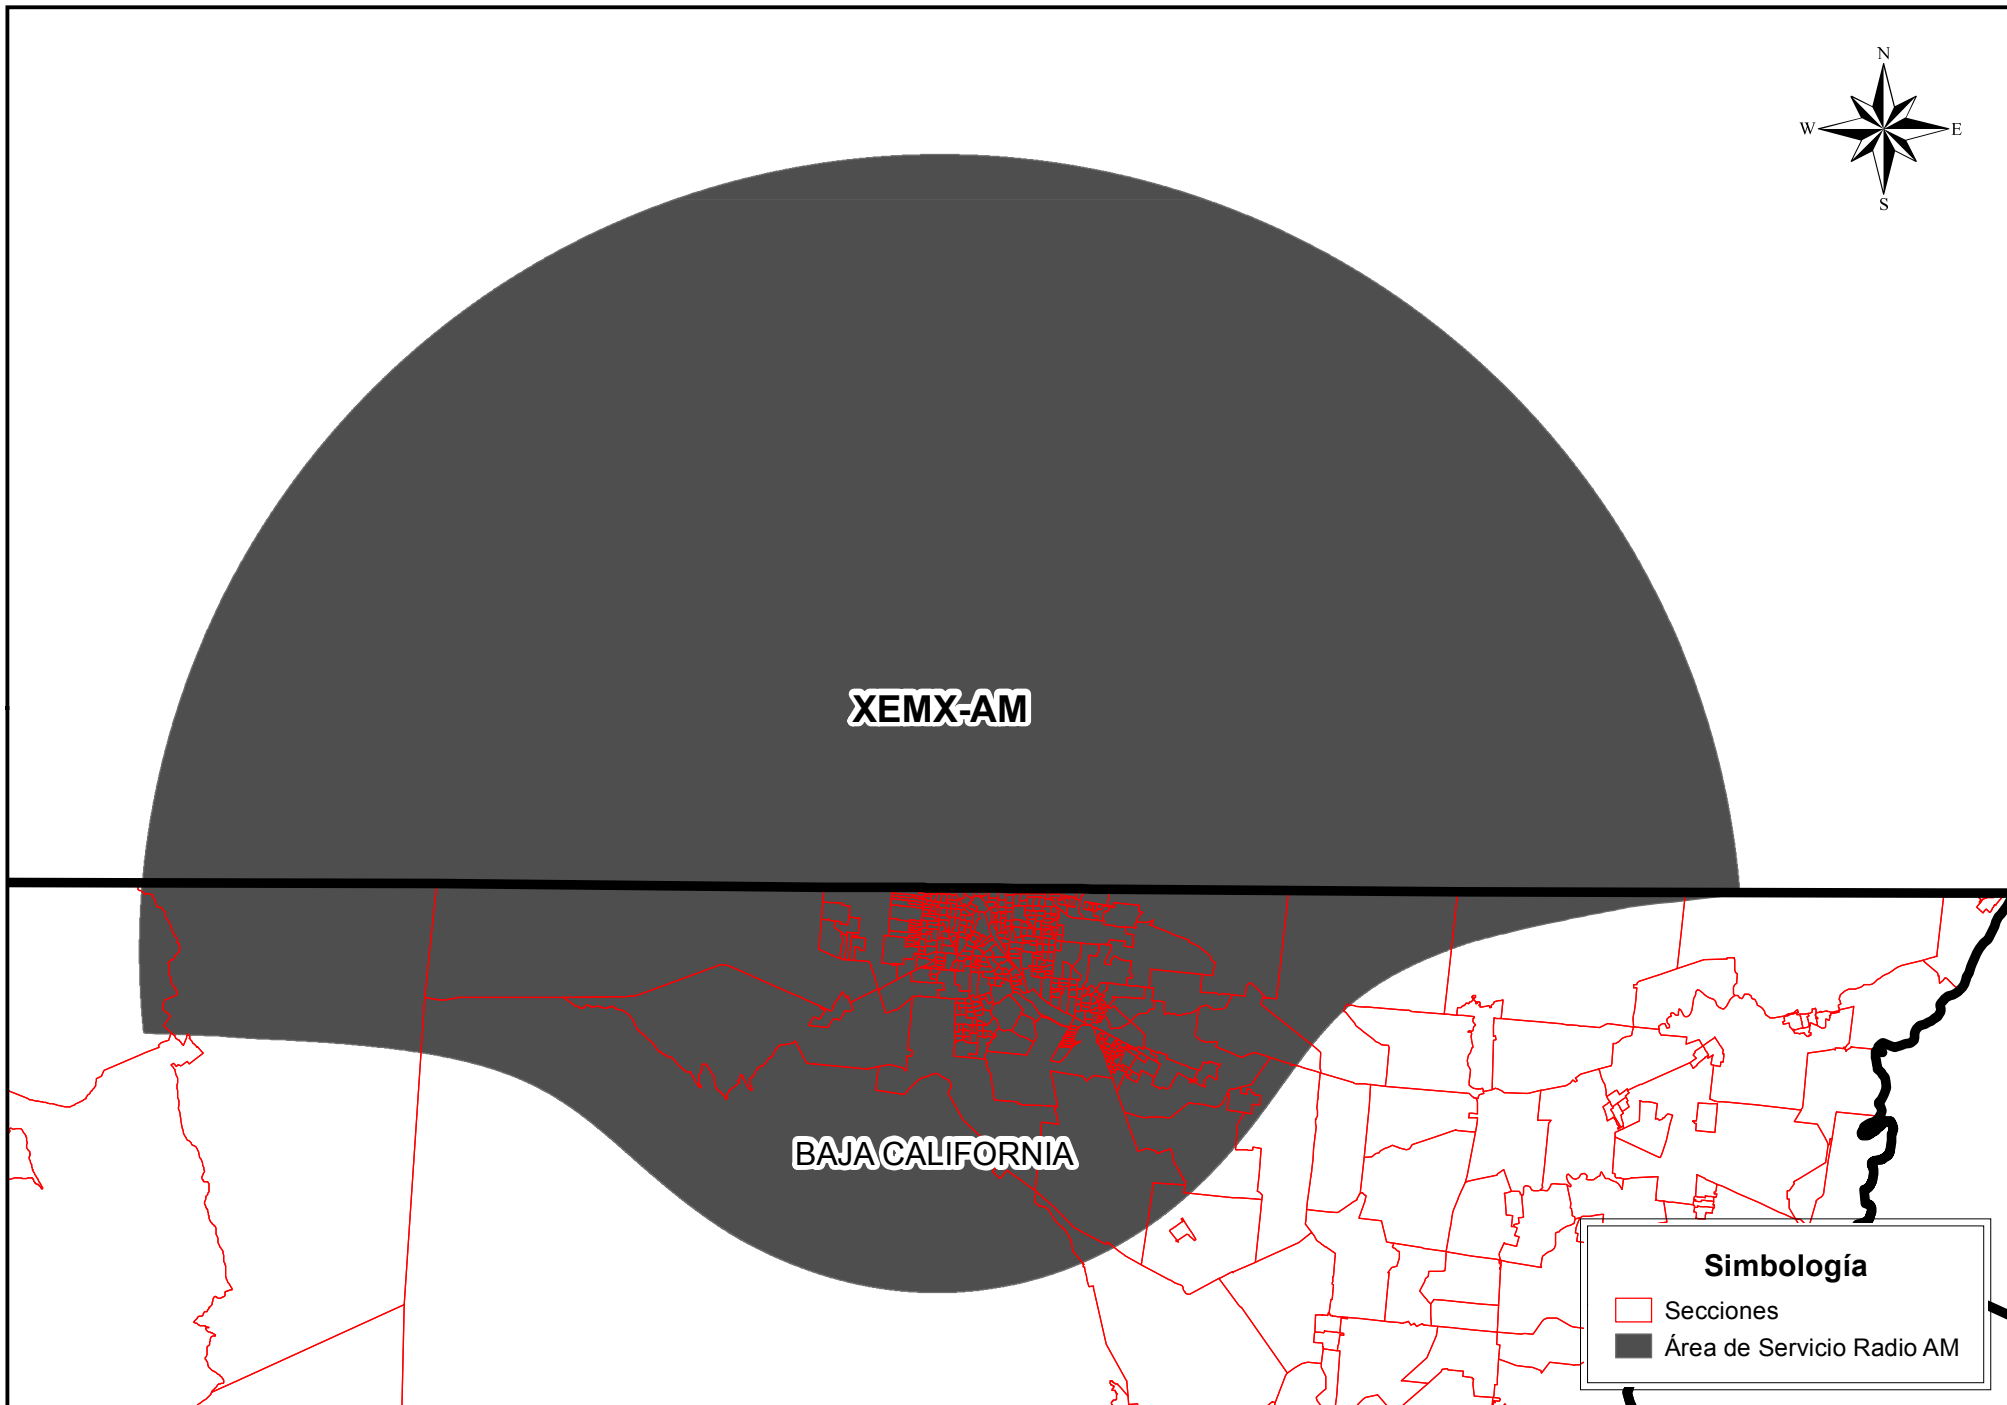 N
W E
S
XEMX-AM
BAJA CALIFORNIA
Simbología
Secciones
Área de Servicio Radio AM